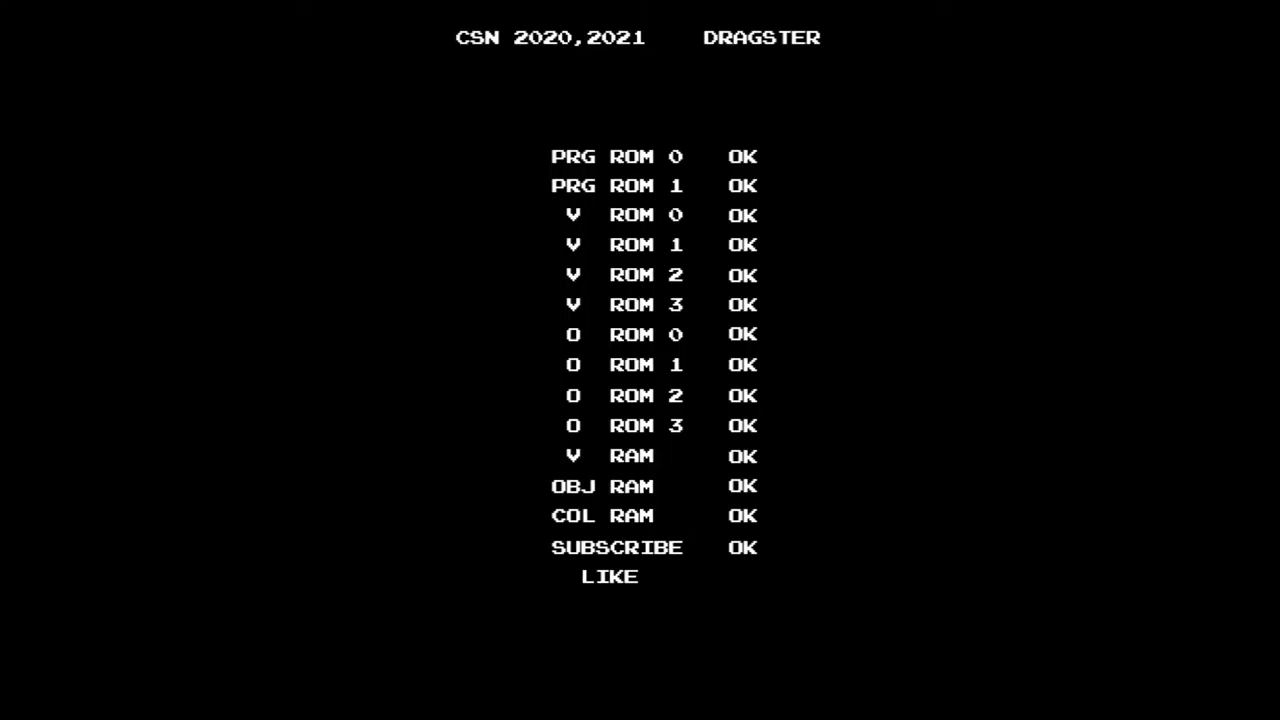 CSN 2020,2021 DRAGSTER
PRG ROM 0 OK
PRG ROM 1 OK
V ROM 0 OK
V ROM 1 OK
V ROM 2 OK
V ROM 3 OK
O ROM 0 OK
O ROM 1 OK
O ROM 2 OK
O ROM 3 OK
V RAM OK
OBJ RAM OK
COL RAM OK
SUBSCRIBE OK
LIKE